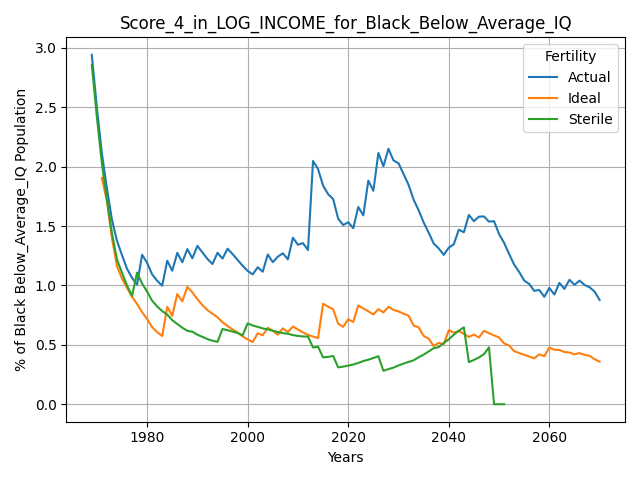 Score_4_in_LOG_INCOME_for_Black_Below_Average_IQ
% of Black Below_Average_IQ Population
3.0
2.5
2.0
1.5
1.0
0.5
0.0
Fertility
Actual
Ideal
Sterile
1980 2000 2020 2040 2060
Years